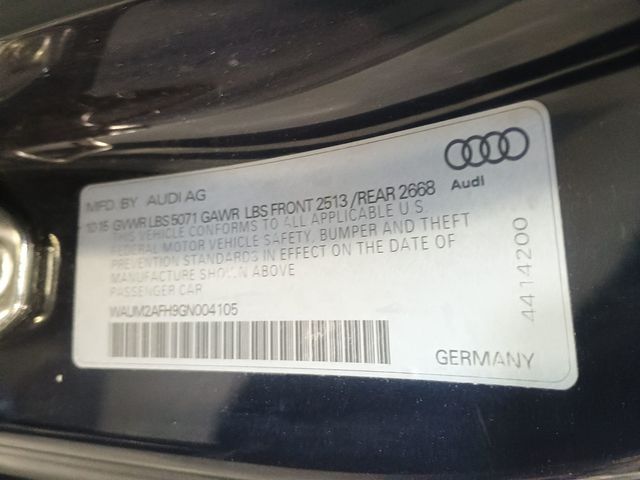 MFD. BY AUDI AG
10.15 GVWR LBS 5071 GAWR LBS FRONT 2513 /REAR 2668
THIS VEHICLE CONFORMS TO ALL APPLICABLE U S
FEDERAL MOTOR VEHICLE SAFETY, BUMPER AND THEFT
PREVENTION STANDARDS IN EFFECT ON THE DATE OF
MANUFACTURE SHOWN ABOVE
PASSENGER CAR
WAUM2AFH9GN004105
Audi
4414200
GERMANY